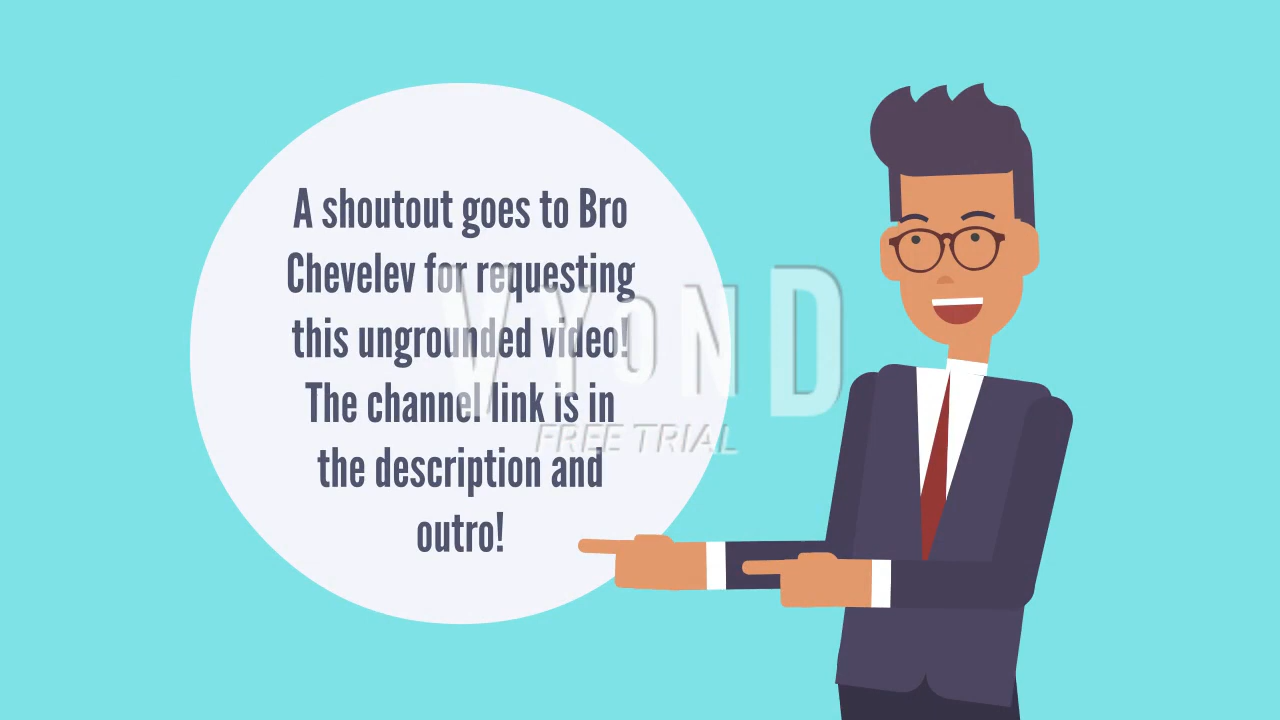 A shoutout goes to Bro
Chevelev for requesting
this ungrounded video!
The channel link is in
the description and
outro!
VYOND
FREE TRIAL